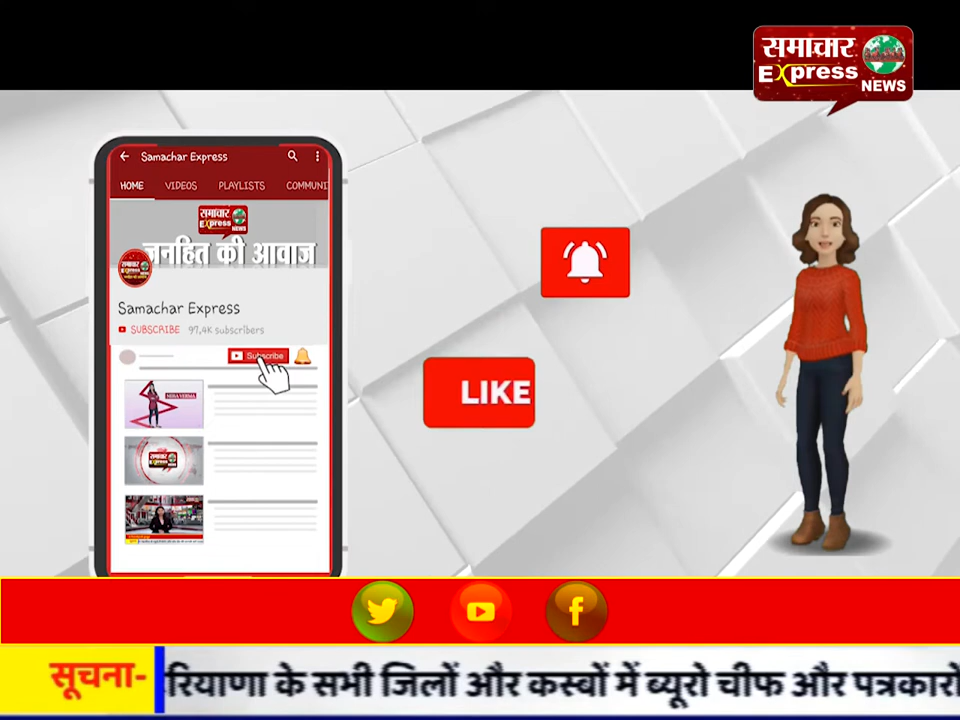 समाचार
Express
NEWS
Samachar Express
HOME VIDEOS PLAYLISTS COMMUNI
समाचार
Express
NEWS
जनहित की आवाज
Samachar Express
SUBSCRIBE 97.4K subscribers
Subscribe
LIKE
सूचना- रियाणा के सभी जिलों और कस्बों में ब्यूरो चीफ और पत्रकारो